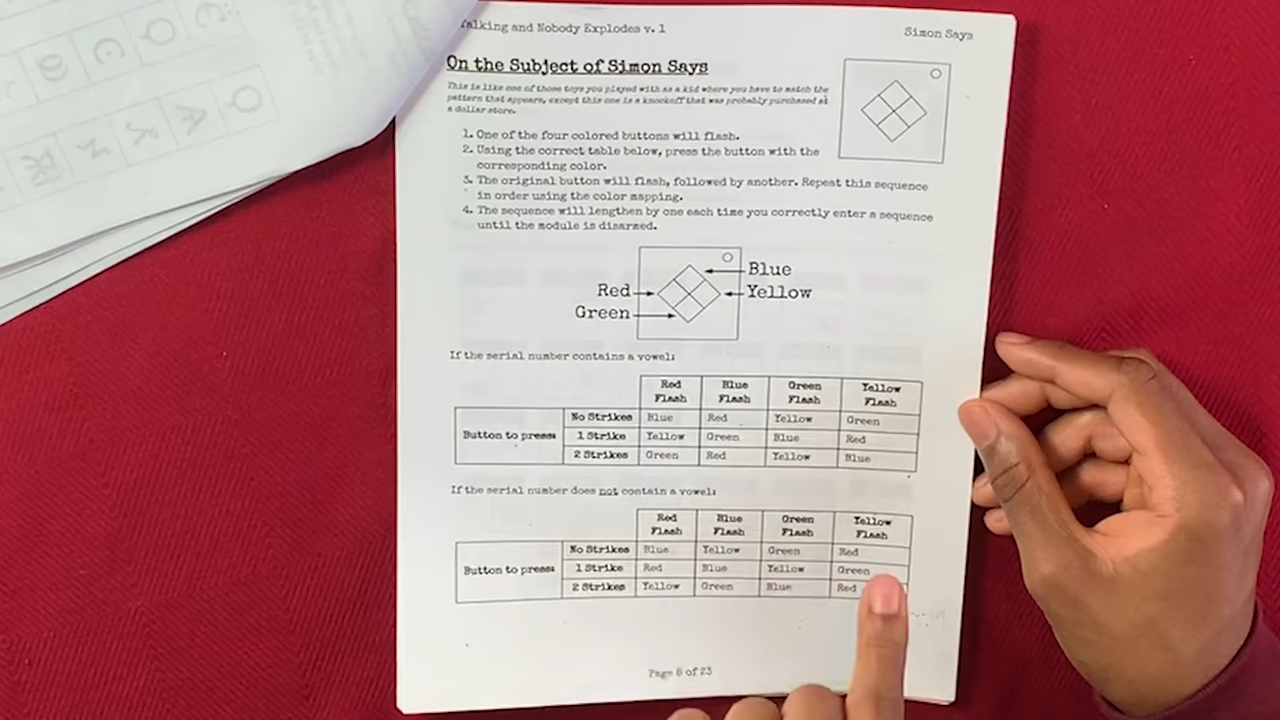 Talking and Nobody Explodes v. 1
Simon Says
On the Subject of Simon Says
This is like one of those toys you played with as a kid where you have to match the
pattern that appears, except this one is a knockoff that was probably purchased at
a dollar store.
1. One of the four colored buttons will flash.
2. Using the correct table below, press the button with the
corresponding color.
3. The original button will flash, followed by another. Repeat this sequence
in order using the color mapping.
4. The sequence will lengthen by one each time you correctly enter a sequence
until the module is disarmed.
Blue
Red Yellow
Green
If the serial number contains a vowel:
Red Flash Blue Flash Green Flash Yellow Flash
No Strikes Blue Red Yellow Green
Button to press: 1 Strike Yellow Green Blue Red
2 Strikes Green Red Yellow Blue
If the serial number does not contain a vowel:
Red Flash Blue Flash Green Flash Yellow Flash
No Strikes Blue Yellow Green Red
Button to press: 1 Strike Red Blue Yellow Green
2 Strikes Yellow Green Blue Red
Page 8 of 23